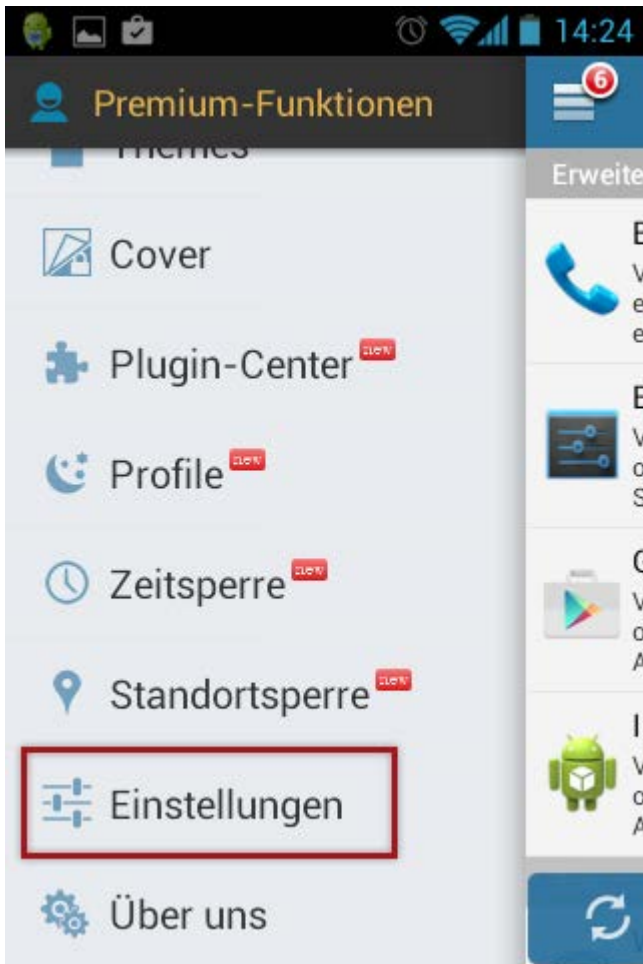 14:24
Premium-Funktionen
6
Themes
Erweite
Cover
Plugin-Center new
Profile new
Zeitsperre new
Standortsperre new
Einstellungen
Über uns
E
V
e
e
E
V
o
S
V
o
A
I
V
o
A